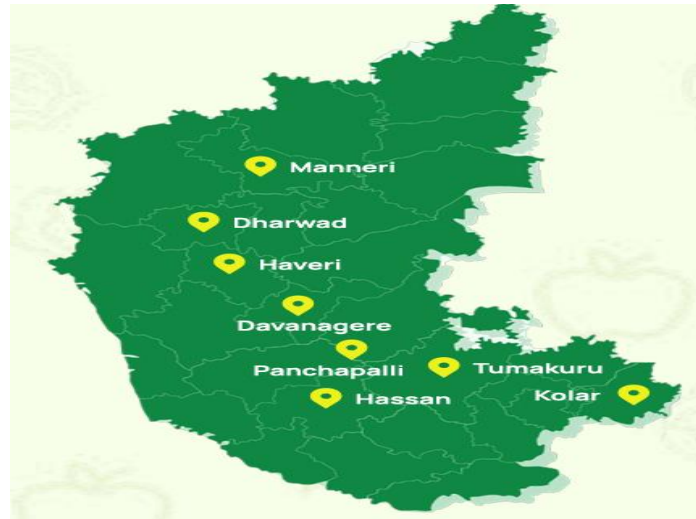 Manneri
Dharwad
Haveri
Davanagere
Panchapalli
Tumakuru
Hassan
Kolar